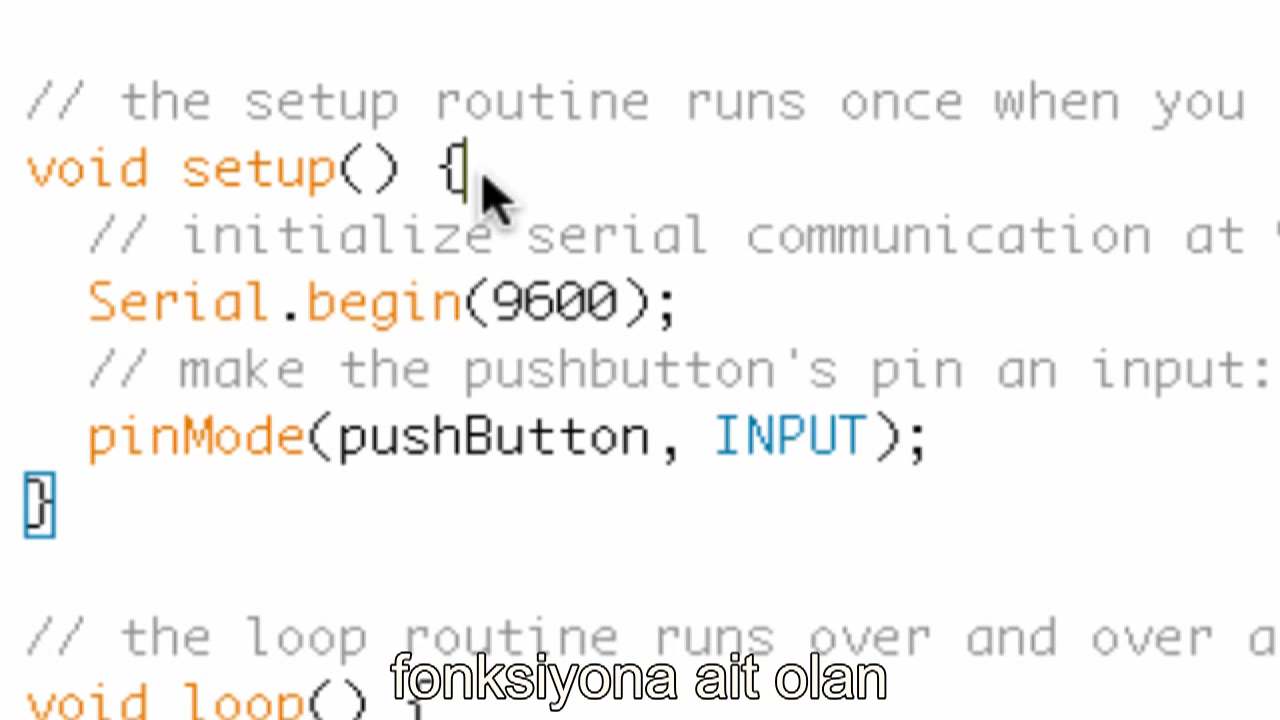 // the setup routine runs once when you
void setup() {
// initialize serial communication at
Serial.begin(9600);
// make the pushbutton's pin an input:
pinMode(pushButton, INPUT);
}
// the loop routine runs over and over a
void loop() {
fonksiyona ait olan